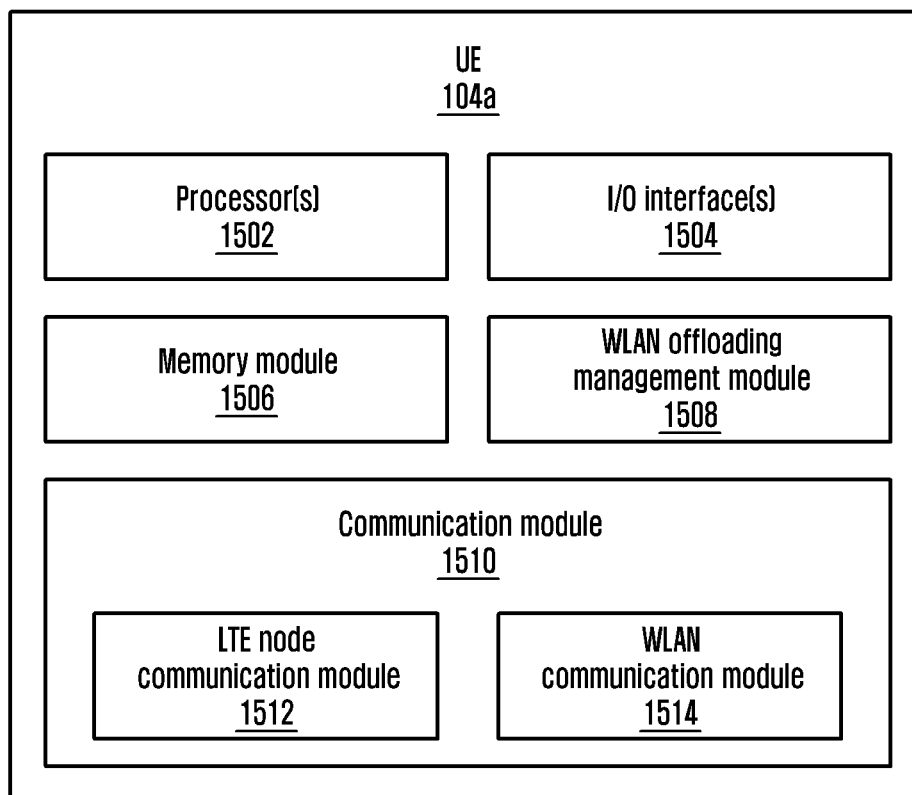 UE
104a
Processor(s)
1502
I/O interface(s)
1504
Memory module
1506
WLAN offloading
management module
1508
Communication module
1510
LTE node
communication module
1512
WLAN
communication module
1514